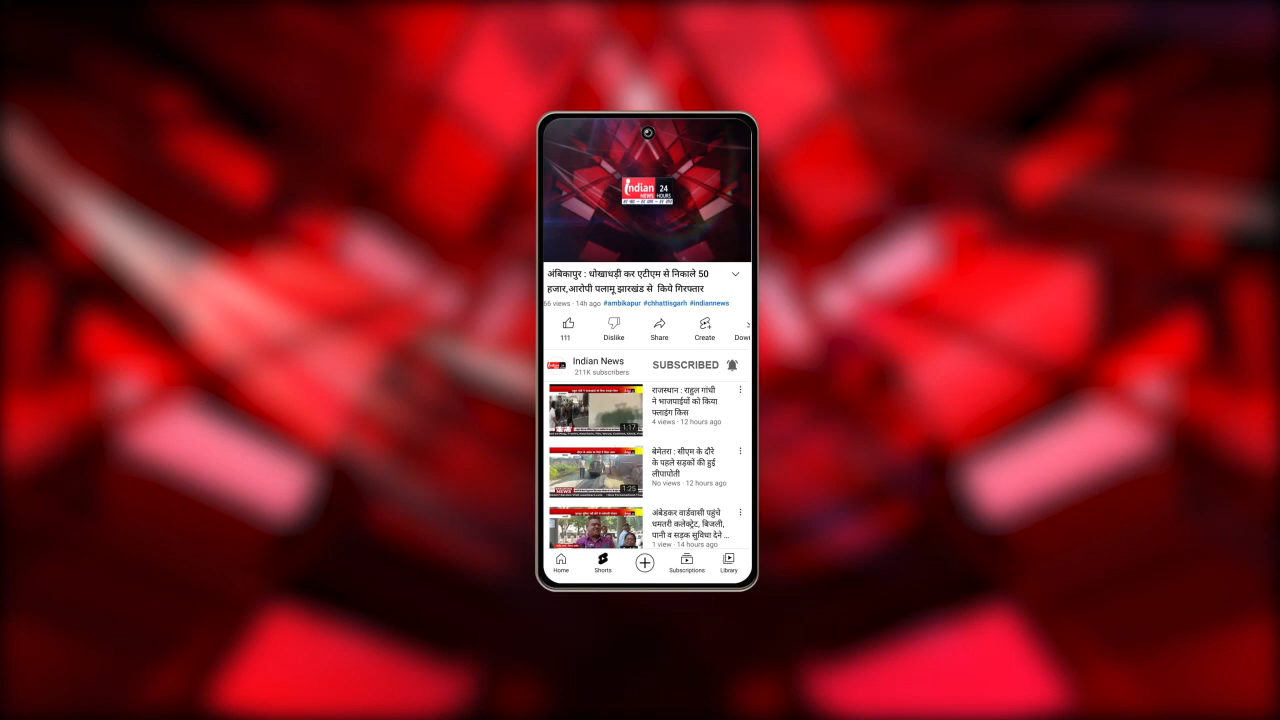 indian
NEWS
24
HOURS
अंबिकापुर : धोखाधड़ी कर एटीएम से निकाले 50
हजार,आरोपी पलामू झारखंड से किये गिरफ्तार
66 views · 14h ago #ambikapur #chhattisgarh #indiannews
111
Dislike
Share
Create
Down
Indian News
211K subscribers
SUBSCRIBED
राजस्थान : राहुल गांधी
ने भाजपाईयों को किया
फ्लाइंग किस
4 views · 12 hours ago
1:17
बेमेतरा : सीएम के दौरे
के पहले सड़कों की हुई
लीपापोती
No views · 12 hours ago
NEWS
1:25
अंबेडकर वार्डवासी पहुंचे
धमतरी कलेक्ट्रेट, बिजली,
पानी व सड़क सुविधा देने ...
1 view · 14 hours ago
Home
Shorts
Subscriptions
Library